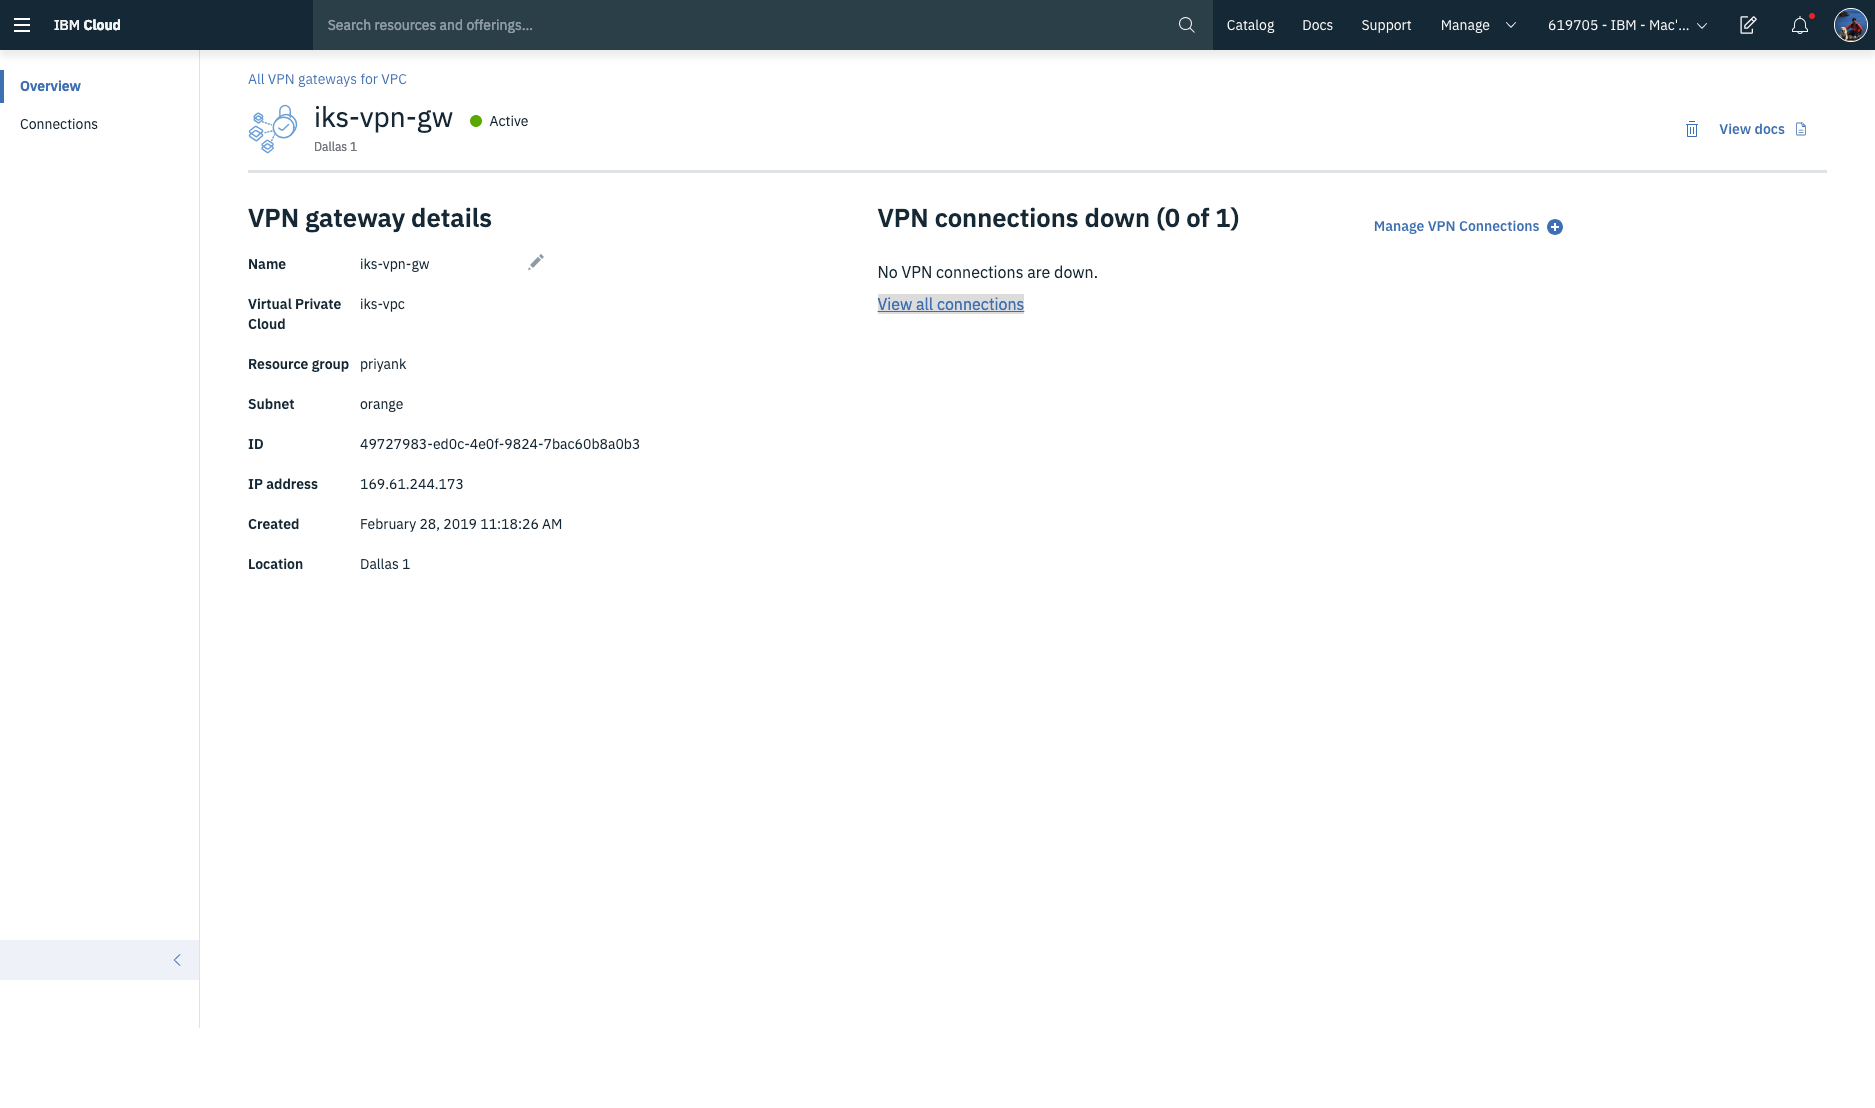 IBM Cloud
Search resources and offerings...
Catalog
Docs
Support
Manage
619705 - IBM - Mac'...
Overview
Connections
All VPN gateways for VPC
iks-vpn-gw
Active
Dallas 1
View docs
VPN gateway details
Name iks-vpn-gw
Virtual Private iks-vpc
Cloud
Resource group priyank
Subnet orange
ID 49727983-ed0c-4e0f-9824-7bac60b8a0b3
IP address 169.61.244.173
Created February 28, 2019 11:18:26 AM
Location Dallas 1
VPN connections down (0 of 1)
Manage VPN Connections
No VPN connections are down.
View all connections